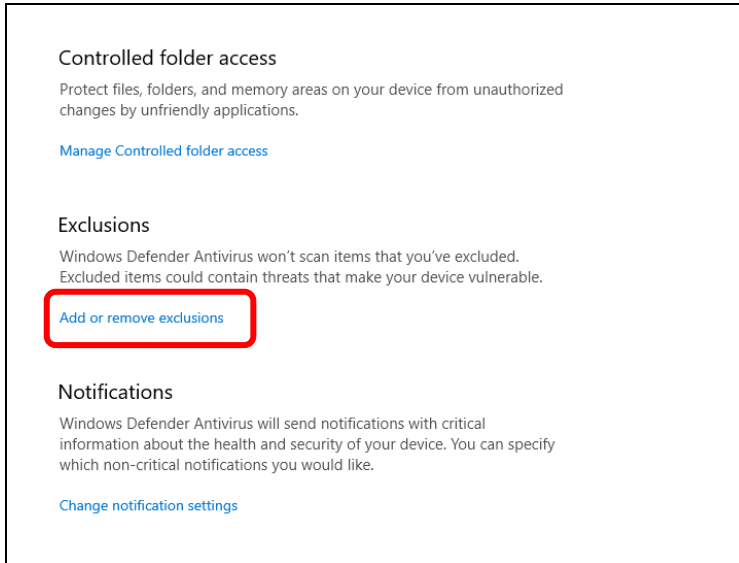 Controlled folder access
Protect files, folders, and memory areas on your device from unauthorized
changes by unfriendly applications.
Manage Controlled folder access
Exclusions
Windows Defender Antivirus won’t scan items that you’ve excluded.
Excluded items could contain threats that make your device vulnerable.
Add or remove exclusions
Notifications
Windows Defender Antivirus will send notifications with critical
information about the health and security of your device. You can specify
which non-critical notifications you would like.
Change notification settings